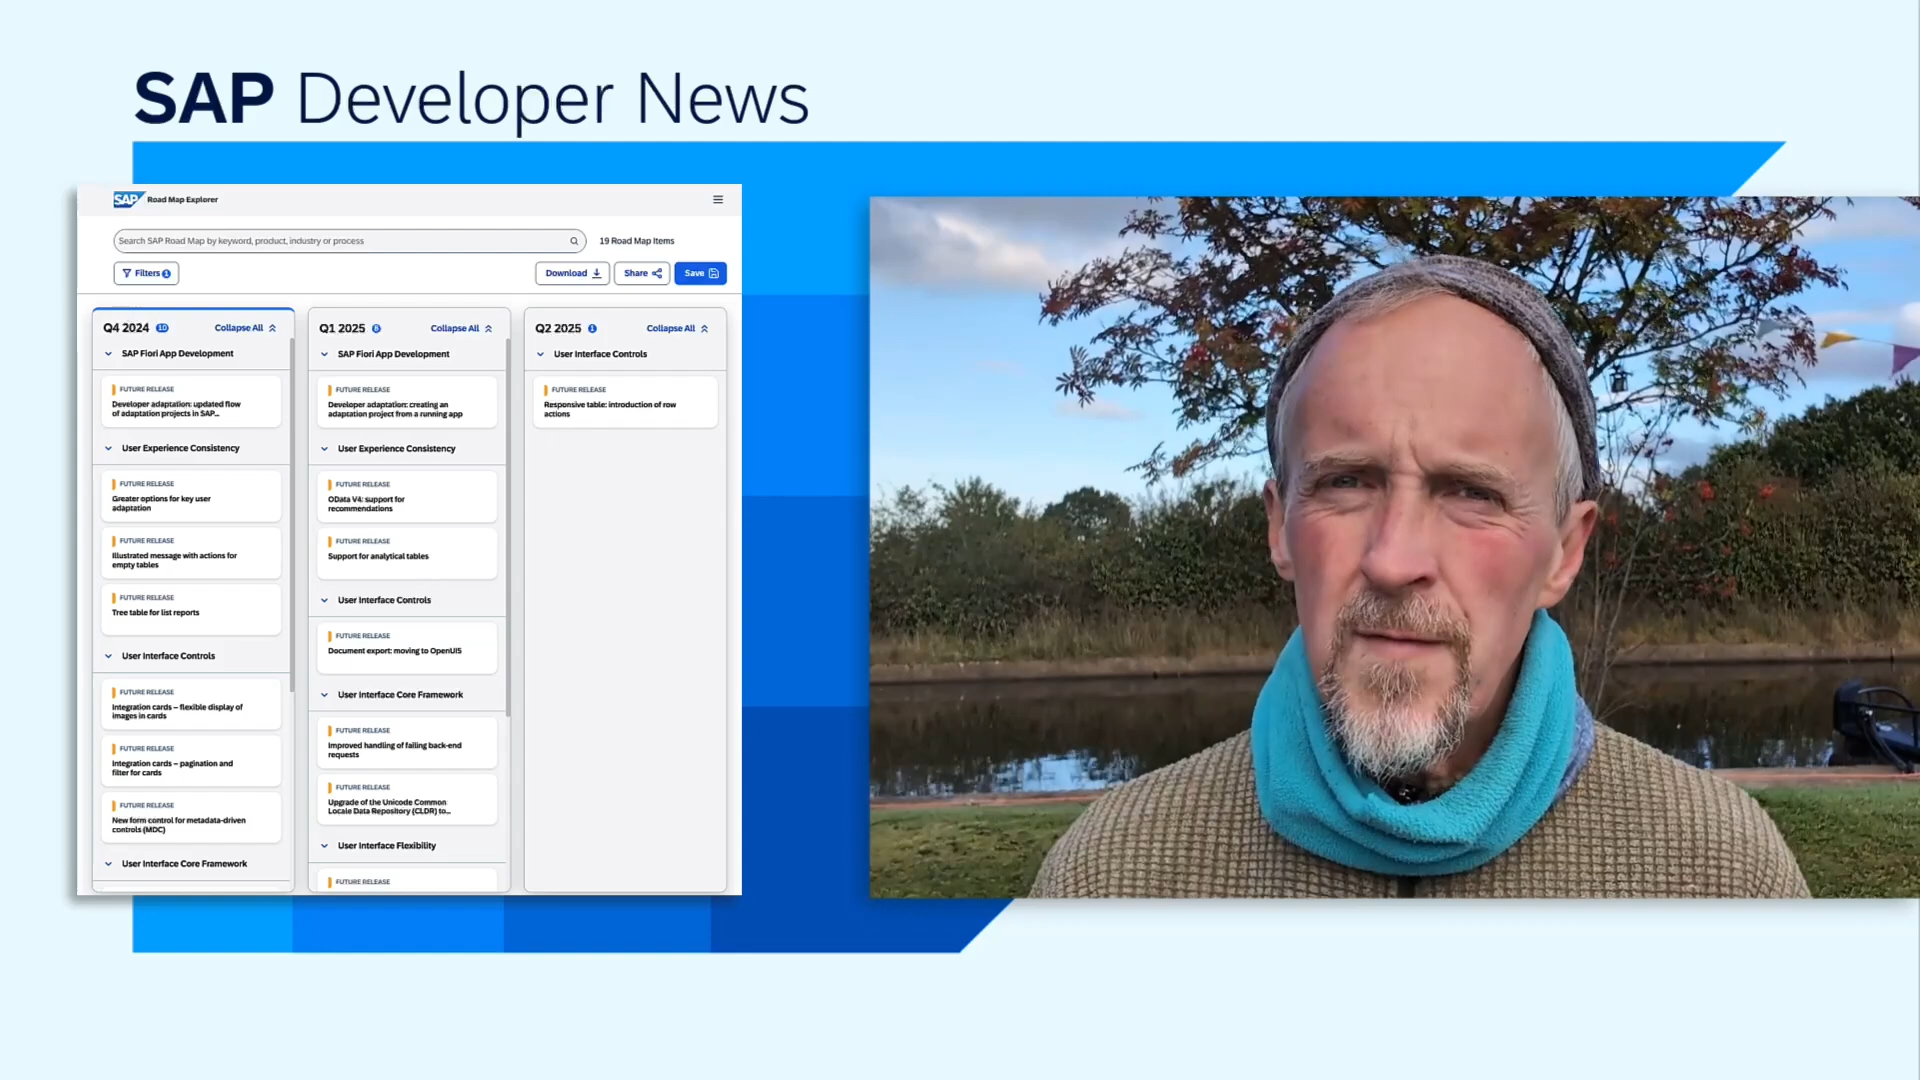 SAP Developer News
SAP Road Map Explorer
Search SAP Road Map by keyword, product, industry or process
19 Road Map Items
Filters 1
Download
Share
Save
Q4 2024 10 Collapse All
SAP Fiori App Development
FUTURE RELEASE
Developer adaptation: updated flow
of adaptation projects in SAP...
User Experience Consistency
FUTURE RELEASE
Greater options for key user
adaptation
FUTURE RELEASE
Illustrated message with actions for
empty tables
FUTURE RELEASE
Tree table for list reports
User Interface Controls
FUTURE RELEASE
Integration cards – flexible display of
images in cards
FUTURE RELEASE
Integration cards – pagination and
filter for cards
FUTURE RELEASE
New form control for metadata-driven
controls (MDC)
User Interface Core Framework
Q1 2025 8 Collapse All
SAP Fiori App Development
FUTURE RELEASE
Developer adaptation: creating an
adaptation project from a running app
User Experience Consistency
FUTURE RELEASE
OData V4: support for
recommendations
FUTURE RELEASE
Support for analytical tables
User Interface Controls
FUTURE RELEASE
Document export: moving to OpenUI5
User Interface Core Framework
FUTURE RELEASE
Improved handling of failing back-end
requests
FUTURE RELEASE
Upgrade of the Unicode Common
Locale Data Repository (CLDR) to...
User Interface Flexibility
FUTURE RELEASE
Q2 2025 1 Collapse All
User Interface Controls
FUTURE RELEASE
Responsive table: introduction of row
actions